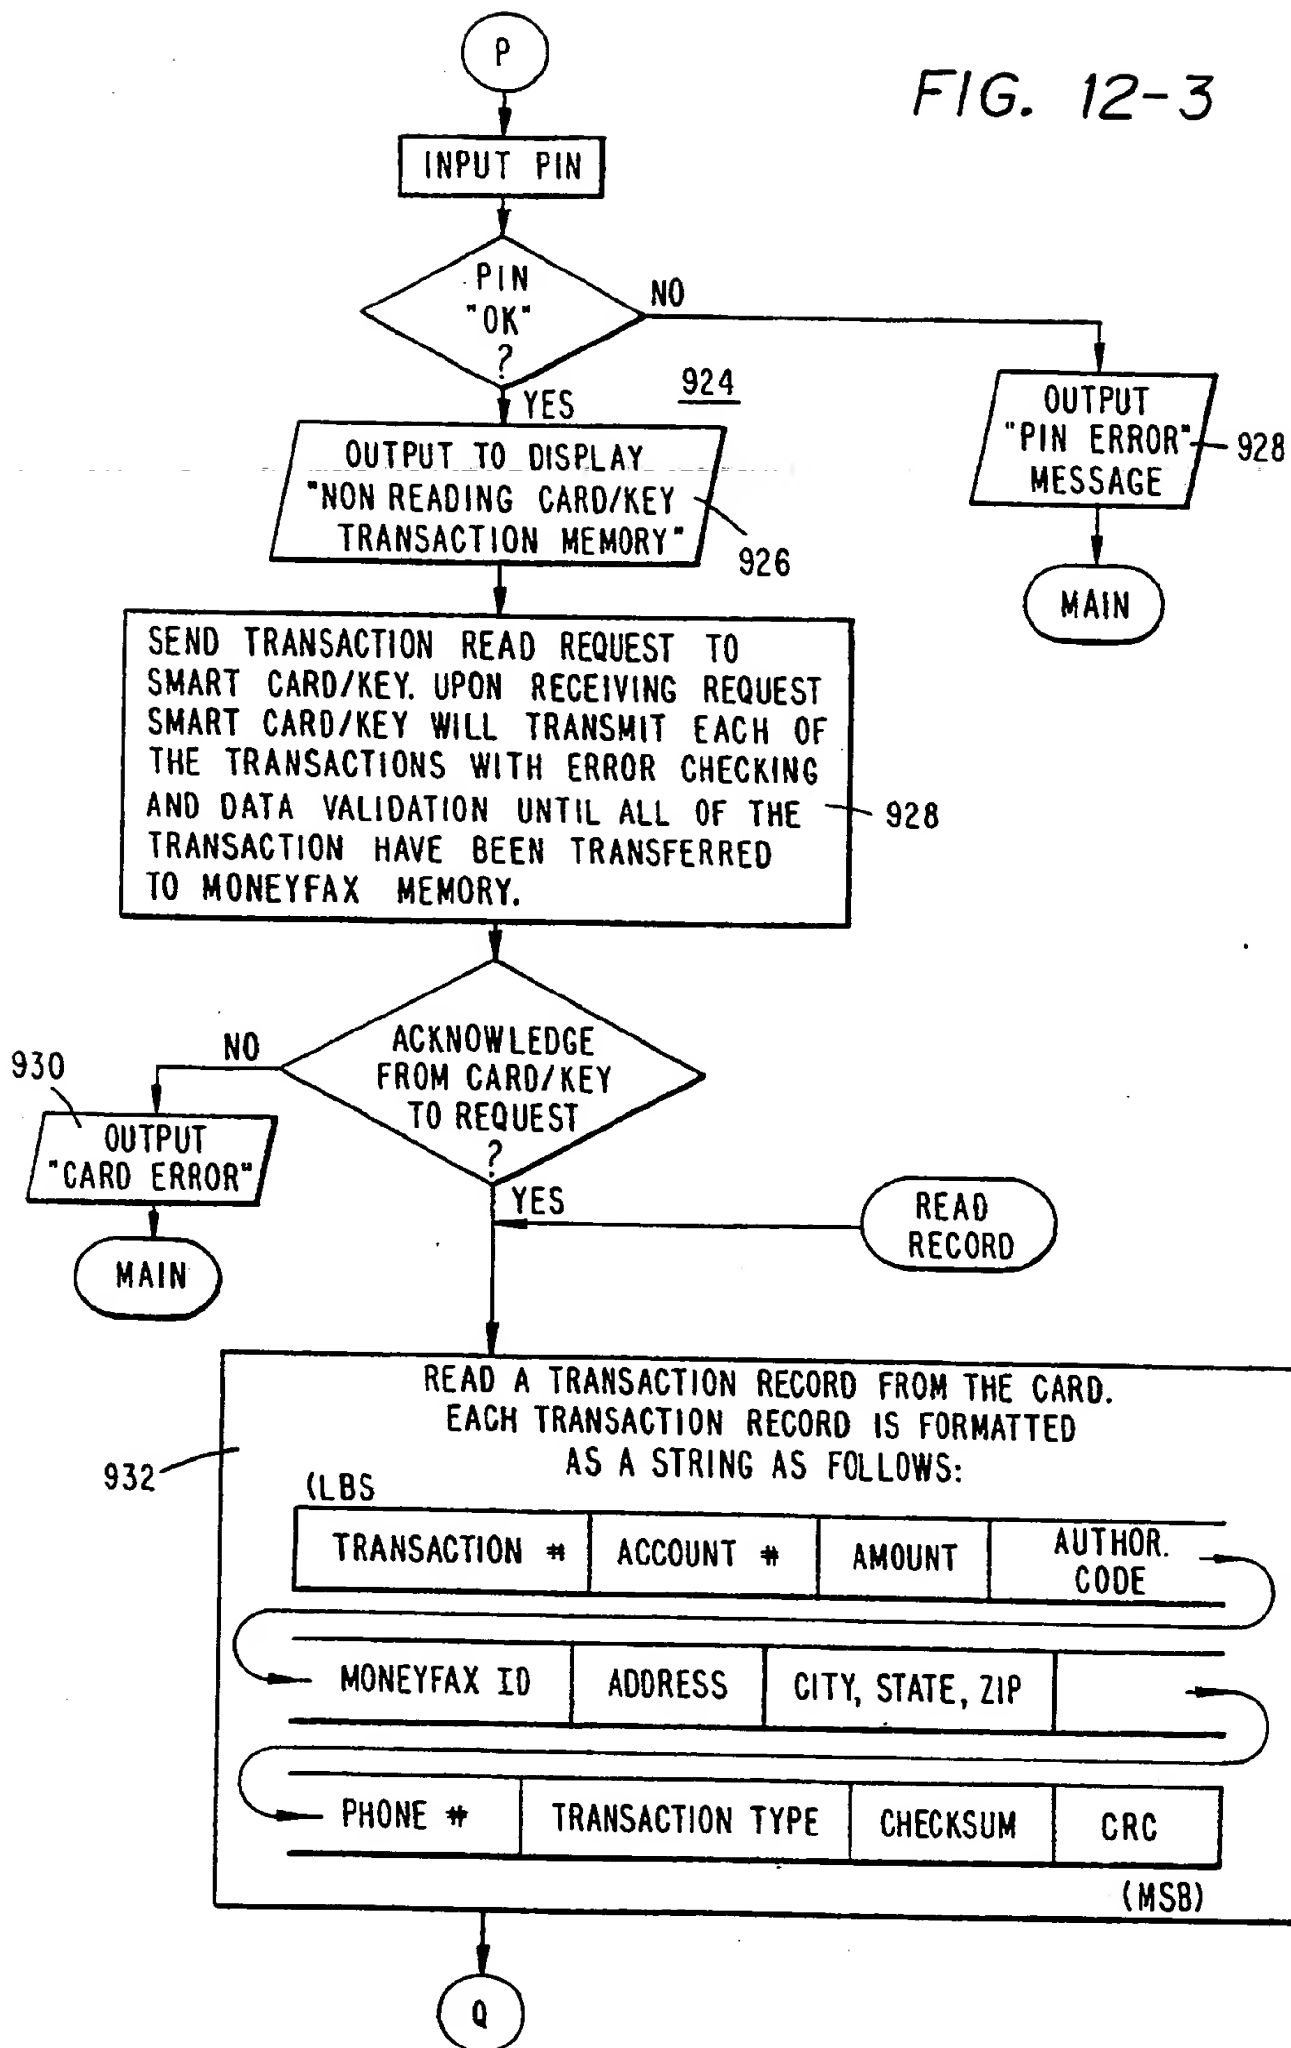 FIG. 12-3
P
INPUT PIN
PIN
"OK"
?
NO
YES
924
OUTPUT
"PIN ERROR"
MESSAGE
928
MAIN
OUTPUT TO DISPLAY
"NON READING CARD/KEY
TRANSACTION MEMORY"
926
SEND TRANSACTION READ REQUEST TO
SMART CARD/KEY. UPON RECEIVING REQUEST
SMART CARD/KEY WILL TRANSMIT EACH OF
THE TRANSACTIONS WITH ERROR CHECKING
AND DATA VALIDATION UNTIL ALL OF THE
TRANSACTION HAVE BEEN TRANSFERRED
TO MONEYFAX MEMORY.
928
ACKNOWLEDGE
FROM CARD/KEY
TO REQUEST
?
NO
930
OUTPUT
"CARD ERROR"
MAIN
YES
READ
RECORD
READ A TRANSACTION RECORD FROM THE CARD.
EACH TRANSACTION RECORD IS FORMATTED
AS A STRING AS FOLLOWS:
932
(LBS
TRANSACTION # ACCOUNT # AMOUNT AUTHOR.
CODE
MONEYFAX ID ADDRESS CITY, STATE, ZIP
PHONE # TRANSACTION TYPE CHECKSUM CRC
(MSB)
Q